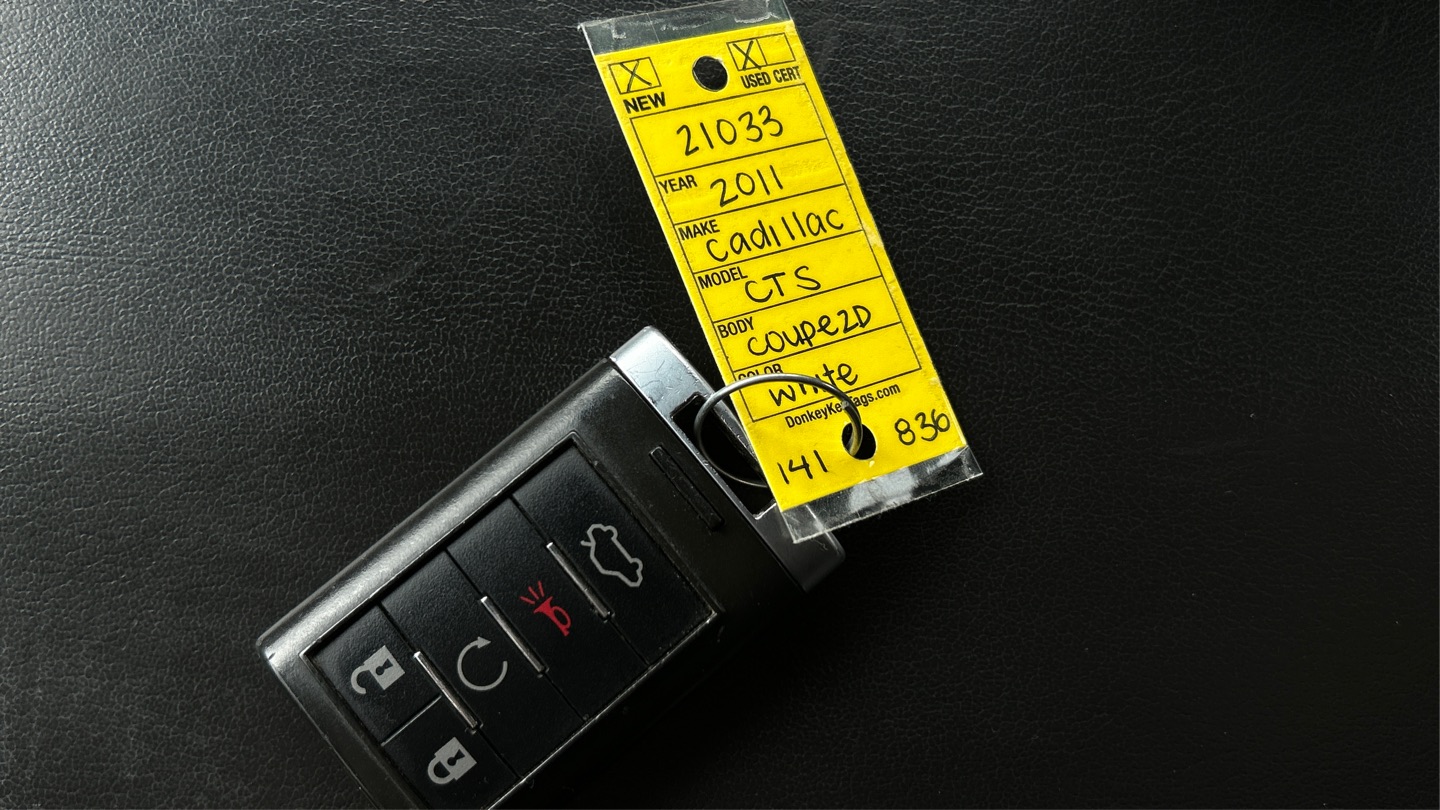 X X
NEW USED CERT
21033
YEAR 2011
MAKE Cadillac
MODEL CTS
BODY coupe2D
COLOR white
DonkeyKeyTags.com
141 836